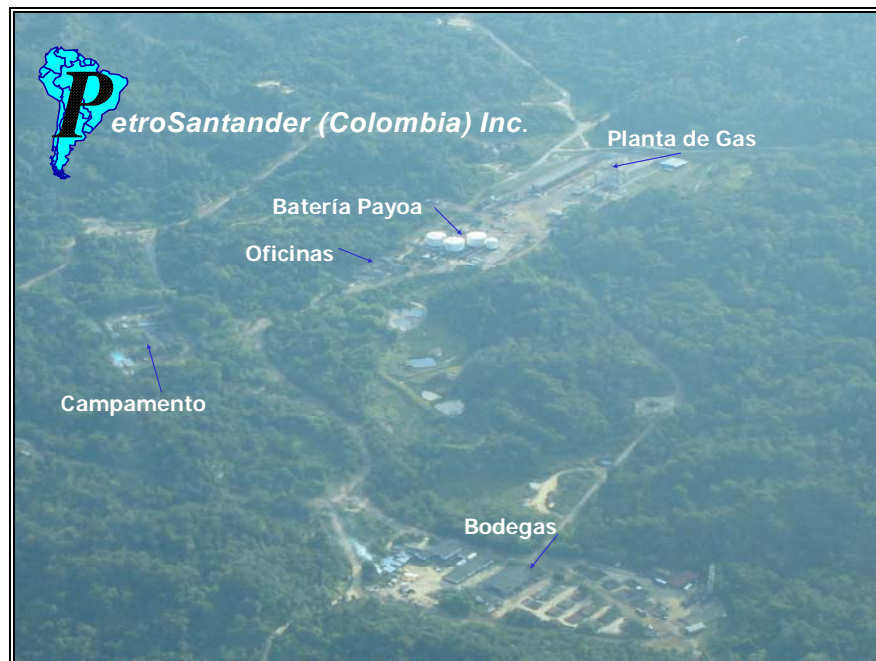 PetroSantander (Colombia) Inc.
Planta de Gas
Batería Payoa
Oficinas
Campamento
Bodegas